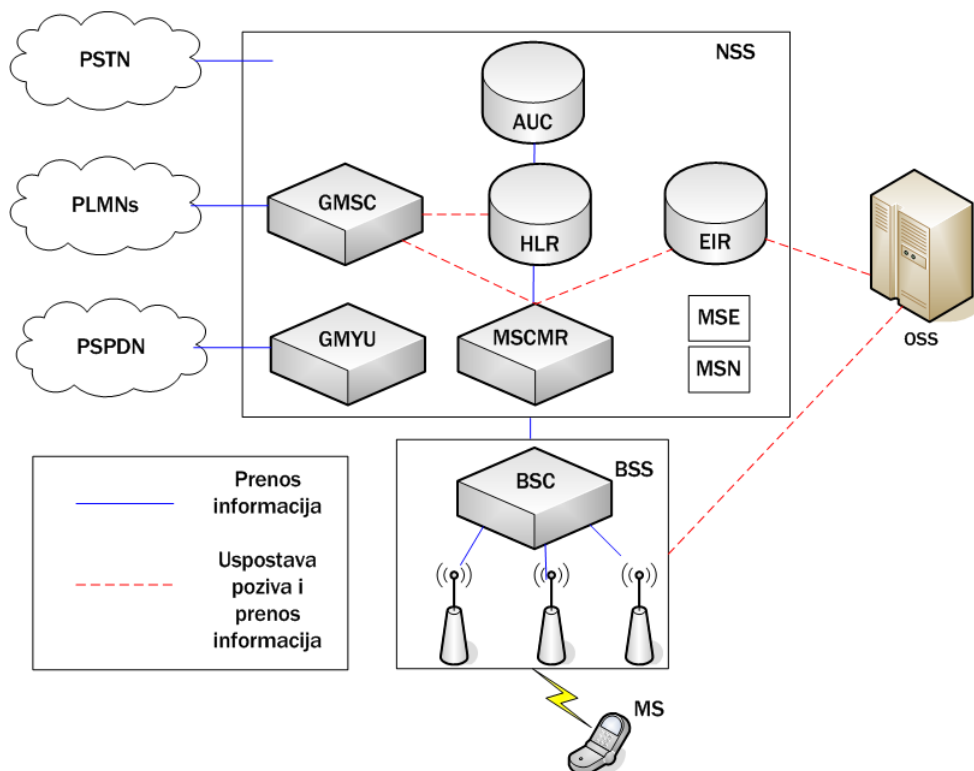 PSTN
NSS
AUC
PLMNs
GMSC
HLR
EIR
OSS
PSPDN
GMYU
MSCMR
MSE
MSN
BSC
BSS
Prenos
informacija
Uspostava
poziva i
prenos
informacija
MS